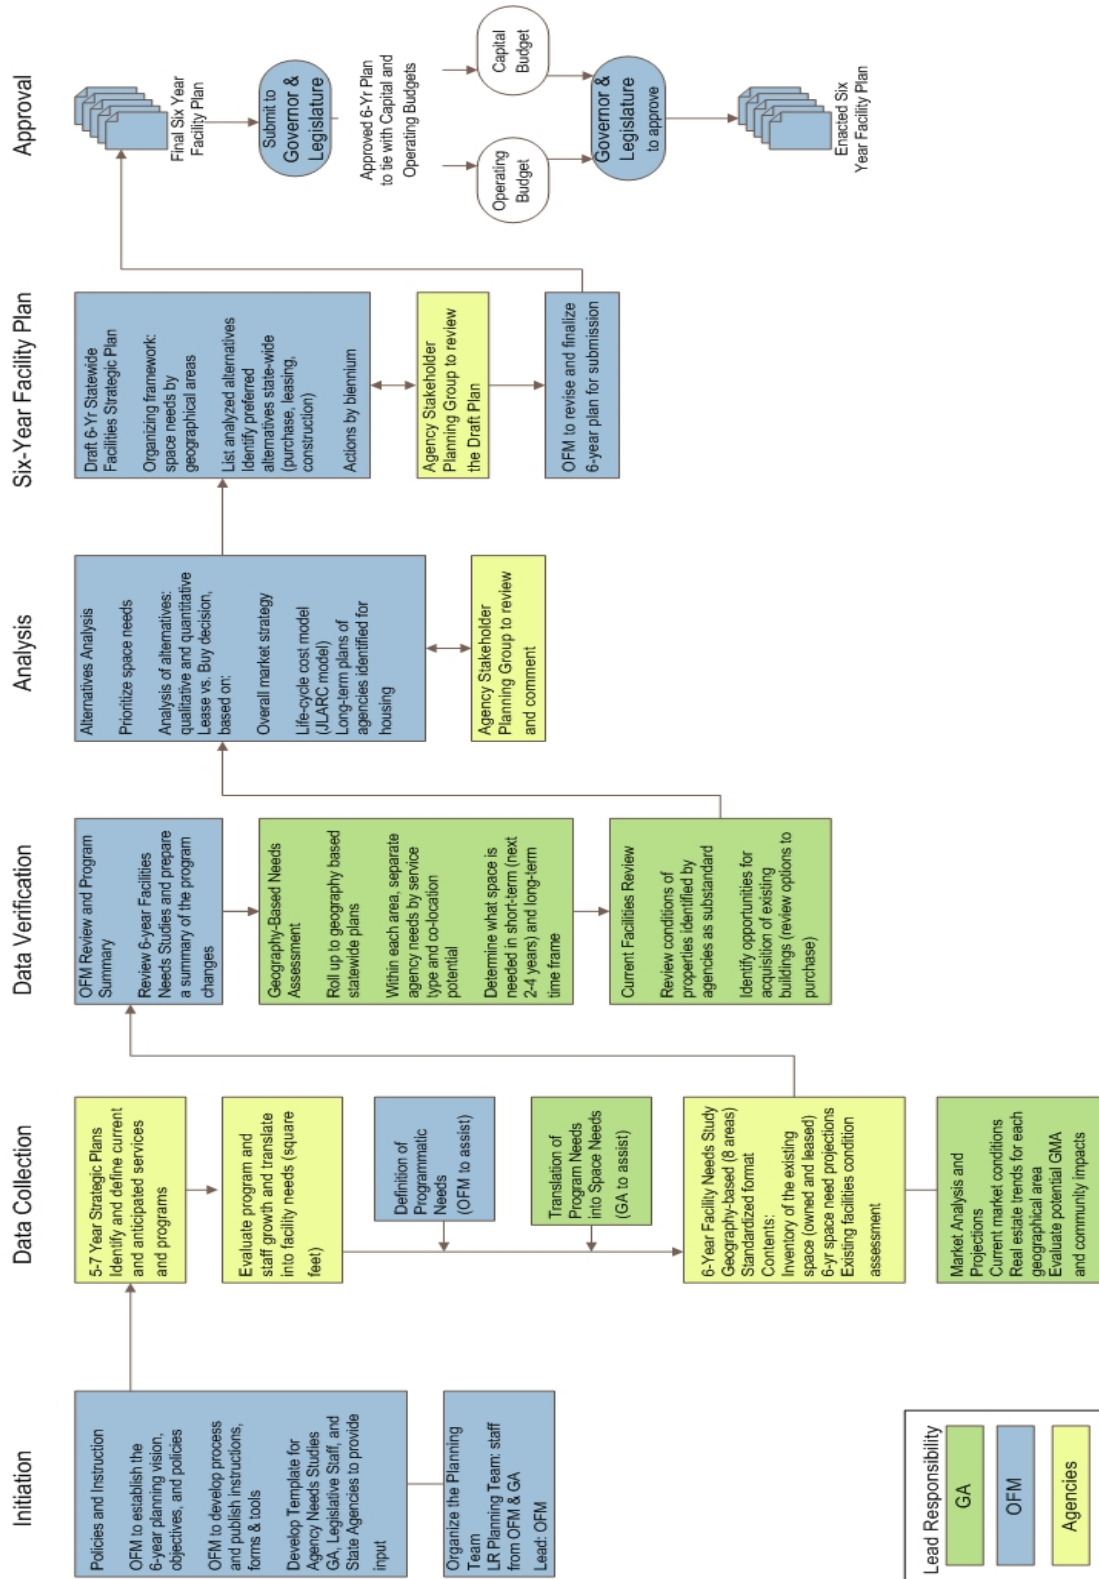 Initiation
Policies and Instruction
OFM to establish the
6-year planning vision,
objectives, and policies
OFM to develop process
and publish instructions,
forms & tools
Develop Template for
Agency Needs Studies
GA, Legislative Staff, and
State Agencies to provide
input
Organize the Planning
Team
LR Planning Team: staff
from OFM & GA
Lead: OFM
Lead Responsibility
GA
OFM
Agencies
Data Collection
5-7 Year Strategic Plans
Identify and define current
and anticipated services
and programs
Evaluate program and
staff growth and translate
into facility needs (square
feet)
Definition of
Programmatic
Needs
(OFM to assist)
Translation of
Program Needs
into Space Needs
(GA to assist)
6-Year Facility Needs Study
Geography-based (8 areas)
Standardized format
Contents:
Inventory of the existing
space (owned and leased)
6-yr space need projections
Existing facilities condition
assessment
Market Analysis and
Projections
Current market conditions
Real estate trends for each
geographical area
Evaluate potential GMA
and community impacts
Data Verification
OFM Review and Program
Summary
Review 6-year Facilities
Needs Studies and prepare
a summary of the program
changes
Geography-Based Needs
Assessment
Roll up to geography based
statewide plans
Within each area, separate
agency needs by service
type and co-location
potential
Determine what space is
needed in short-term (next
2-4 years) and long-term
time frame
Current Facilities Review
Review conditions of
properties identified by
agencies as substandard
Identify opportunities for
acquisition of existing
buildings (review options to
purchase)
Analysis
Alternatives Analysis
Prioritize space needs
Analysis of alternatives:
qualitative and quantitative
Lease vs. Buy decision,
based on:
Overall market strategy
Life-cycle cost model
(JLARC model)
Long-term plans of
agencies identified for
housing
Agency Stakeholder
Planning Group to review
and comment
Six-Year Facility Plan
Draft 6-Yr Statewide
Facilities Strategic Plan
Organizing framework:
space needs by
geographical areas
List analyzed alternatives
Identify preferred
alternatives state-wide
(purchase, leasing,
construction)
Actions by biennium
Agency Stakeholder
Planning Group to review
the Draft Plan
OFM to revise and finalize
6-year plan for submission
Approval
Final Six Year
Facility Plan
Submit to
Governor &
Legislature
Approved 6-Yr Plan
to tie with Capital and
Operating Budgets
Operating
Budget
Capital
Budget
Governor &
Legislature
to approve
Enacted Six
Year Facility Plan